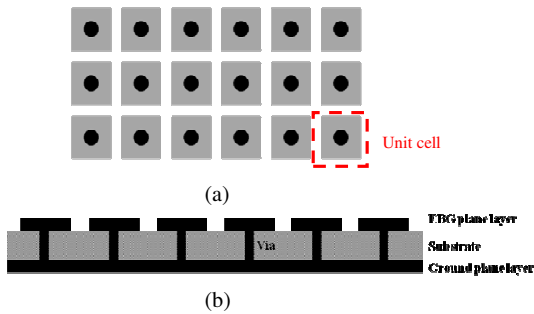 Unit cell
(a)
EBG plane layer
Via
Substrate
Ground plane layer
(b)